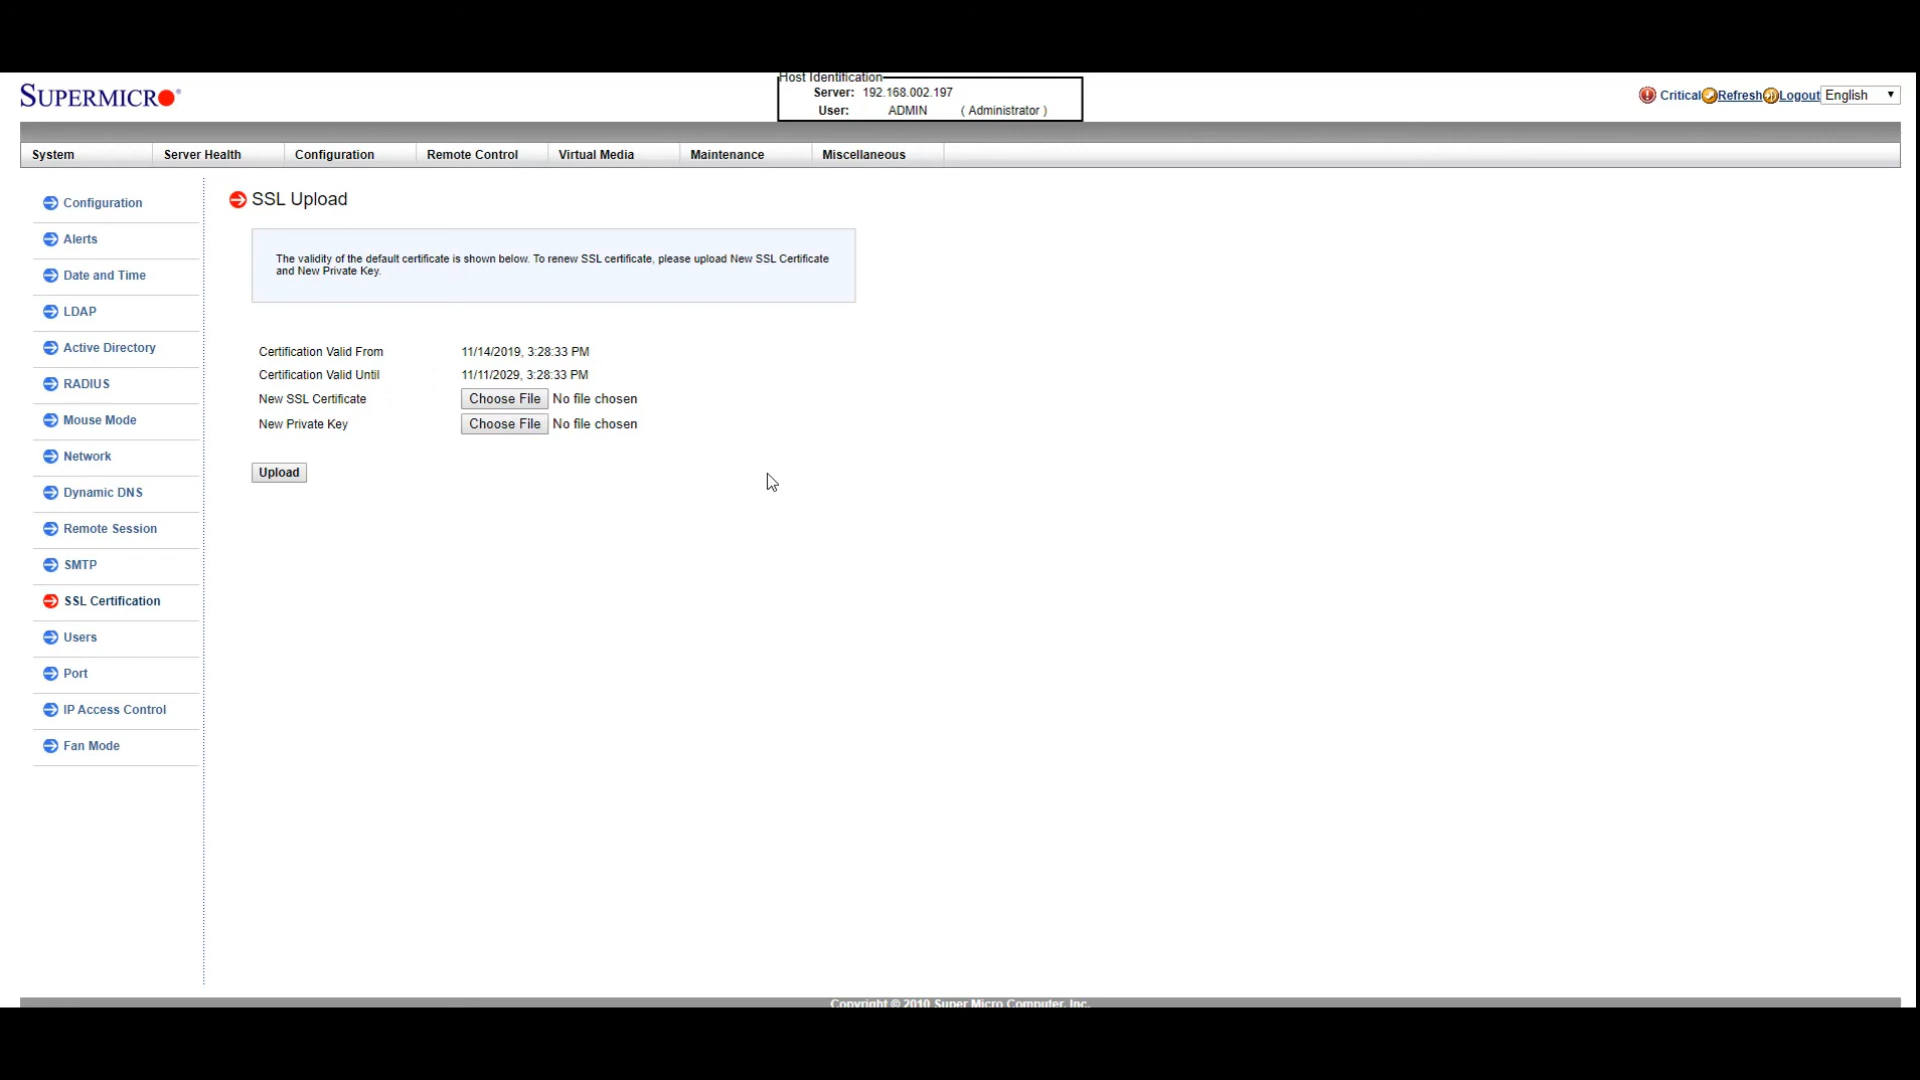 SUPERMICRO
Host Identification
Server: 192.168.002.197
User: ADMIN ( Administrator )
Critical Refresh Logout English
System Server Health Configuration Remote Control Virtual Media Maintenance Miscellaneous
Configuration
Alerts
Date and Time
LDAP
Active Directory
RADIUS
Mouse Mode
Network
Dynamic DNS
Remote Session
SMTP
SSL Certification
Users
Port
IP Access Control
Fan Mode
SSL Upload
The validity of the default certificate is shown below. To renew SSL certificate, please upload New SSL Certificate
and New Private Key.
Certification Valid From 11/14/2019, 3:28:33 PM
Certification Valid Until 11/11/2029, 3:28:33 PM
New SSL Certificate Choose File No file chosen
New Private Key Choose File No file chosen
Upload
Copyright © 2010 Super Micro Computer, Inc.